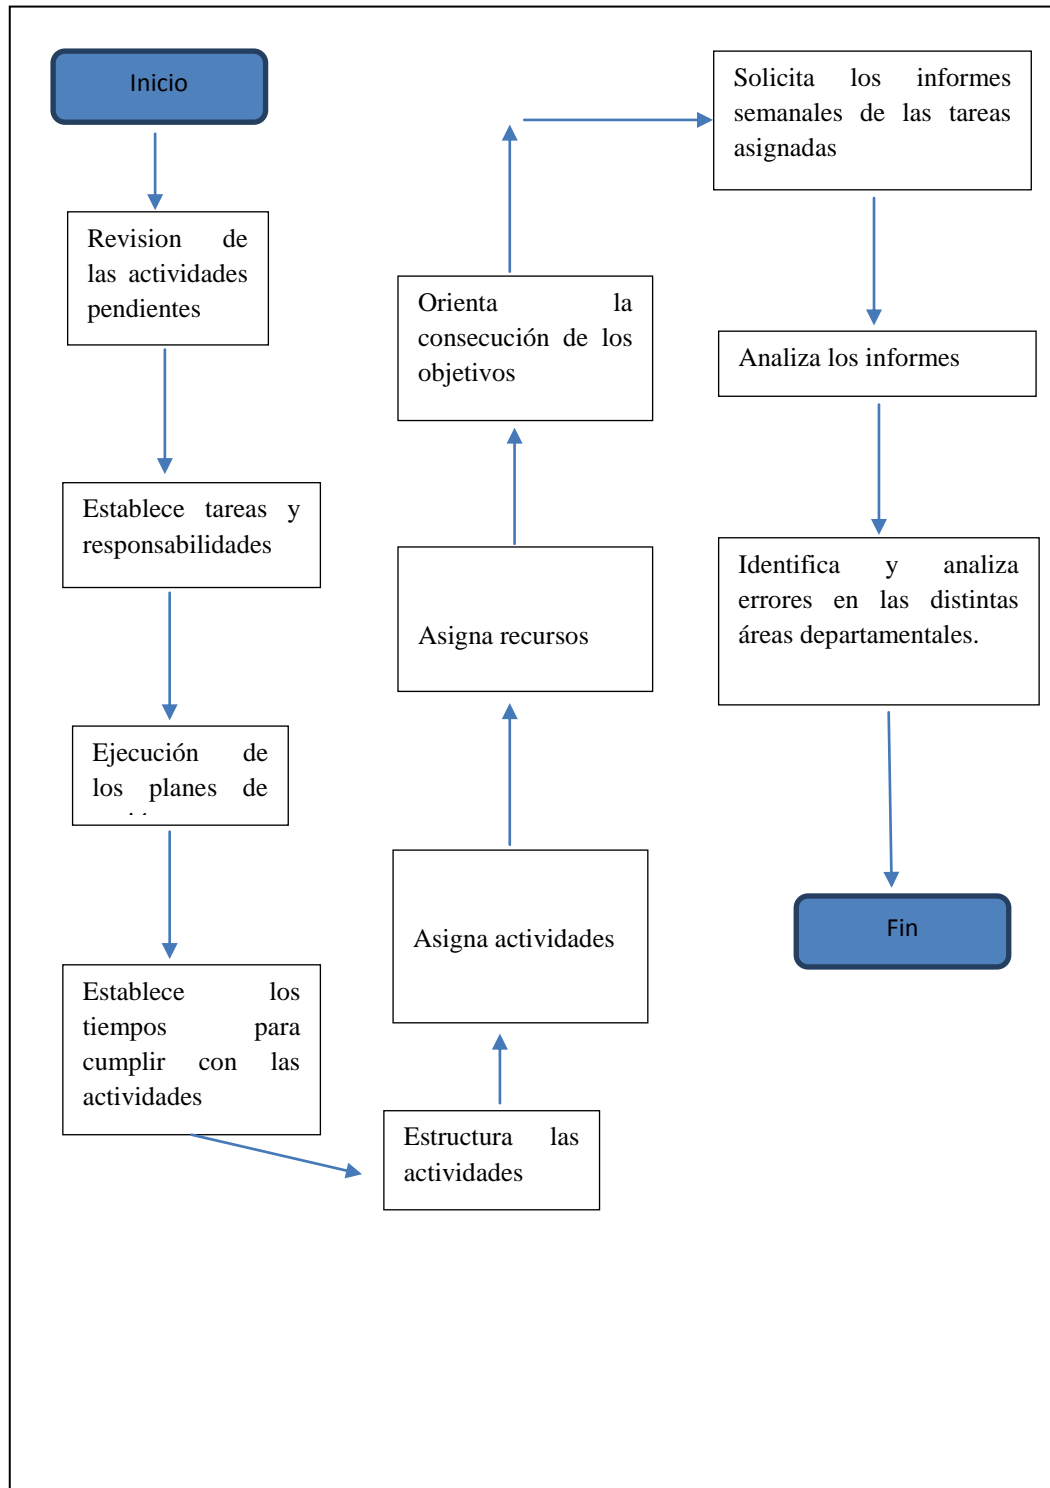 Inicio
Revision de
las actividades
pendientes
Establece tareas y
responsabilidades
Ejecución de
los planes de
Establece los
tiempos para
cumplir con las
actividades
Estructura las
actividades
Asigna actividades
Asigna recursos
Orienta la
consecución de los
objetivos
Solicita los informes
semanales de las tareas
asignadas
Analiza los informes
Identifica y analiza
errores en las distintas
áreas departamentales.
Fin